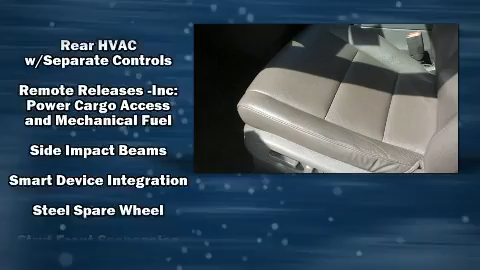 Rear HVAC
w/Separate Controls
Remote Releases -Inc:
Power Cargo Access
and Mechanical Fuel
Side Impact Beams
Smart Device Integration
Steel Spare Wheel